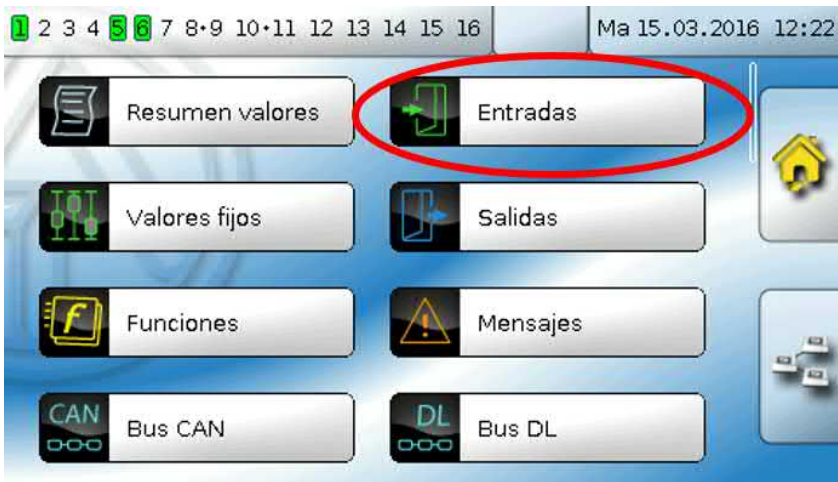 1 2 3 4 5 6 7 8•9 10•11 12 13 14 15 16 Ma 15.03.2016 12:22
Resumen valores Entradas
Valores fijos Salidas
f Funciones Mensajes
CAN Bus CAN DL Bus DL